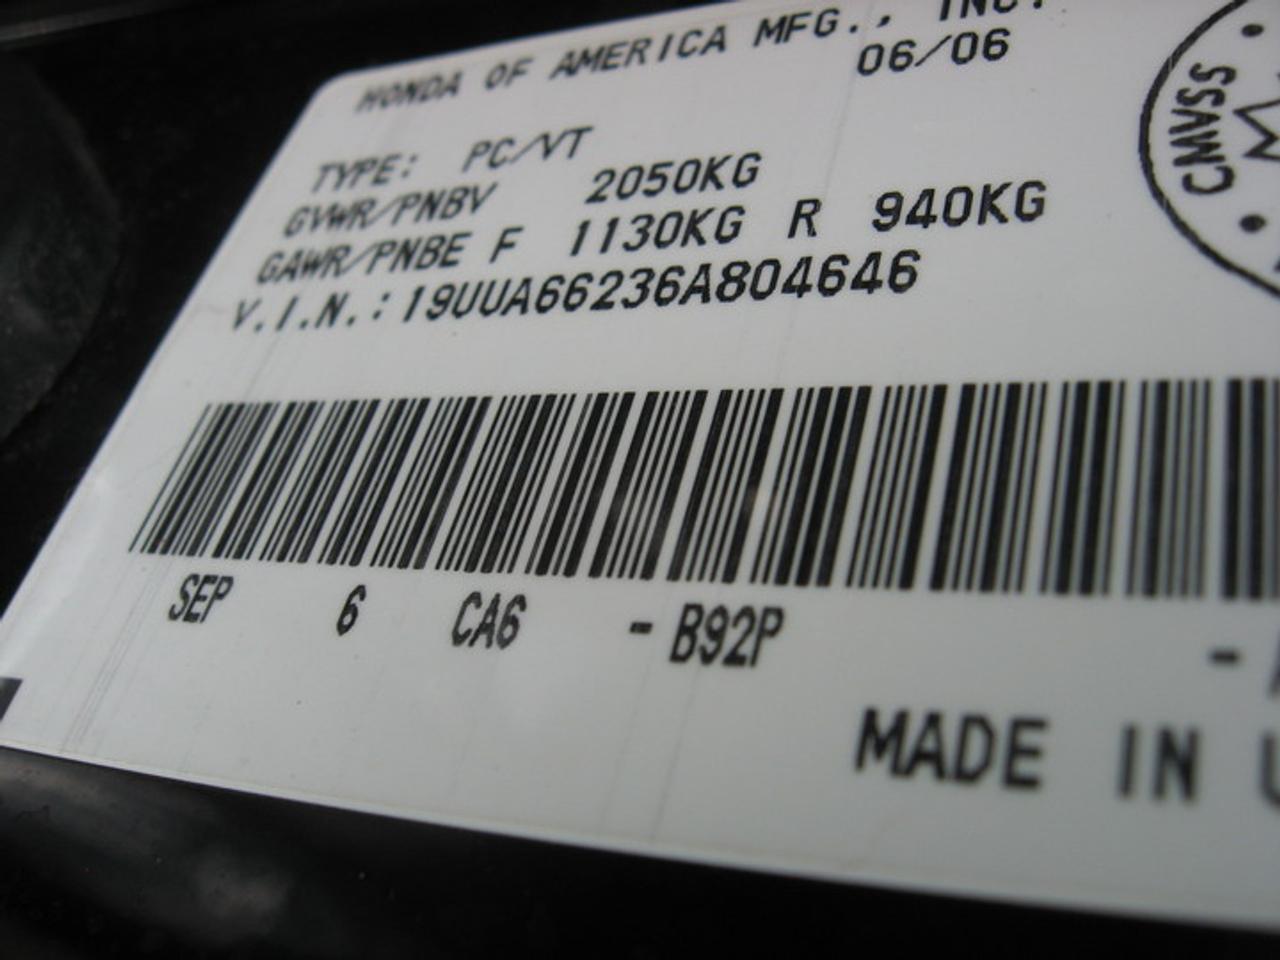 HONDA OF AMERICA MFG., INC.
06/06
TYPE: PC/VT
GVWR/PNBV 2050KG
GAWR/PNBE F 1130KG R 940KG
V.I.N.:19UUA66236A804646
CMVSS
SEP 6 CA6 -B92P -
MADE IN